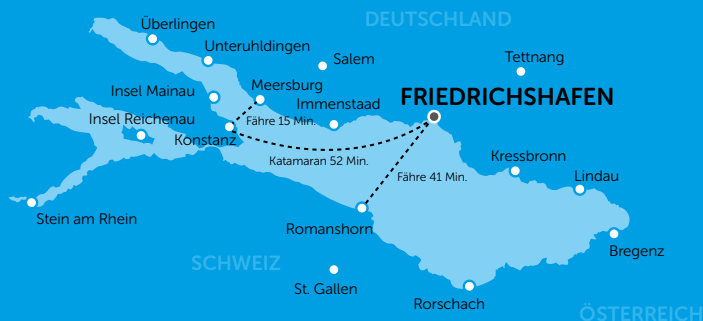 DEUTSCHLAND
Überlingen
Unteruhldingen
Salem
Tettnang
Insel Mainau
Meersburg
Immenstaad
FRIEDRICHSHAFEN
Insel Reichenau
Fähre 15 Min.
Konstanz
Katamaran 52 Min.
Kressbronn
Fähre 41 Min.
Lindau
Stein am Rhein
Romanshorn
Bregenz
SCHWEIZ
St. Gallen
Rorschach
ÖSTERREICH